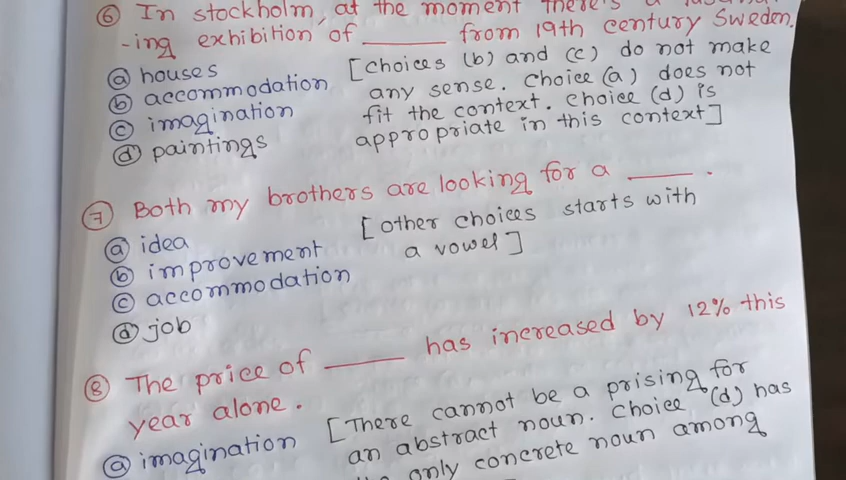 ⑥ In stockholm, at the moment there's a
-ing exhibition of ______ from 19th century Sweden.
ⓐ houses [choices (b) and (c) do not make
ⓑ accommodation any sense. Choice (a) does not
ⓒ imagination fit the context. Choice (d) is
ⓓ paintings appropriate in this context]
⑦ Both my brothers are looking for a ______ .
ⓐ idea [other choices starts with
ⓑ improvement a vowel]
ⓒ accommodation
ⓓ job
⑧ The price of ______ has increased by 12% this
year alone.
ⓐ imagination [There cannot be a prising for
an abstract noun. Choice (d) has
only concrete noun among